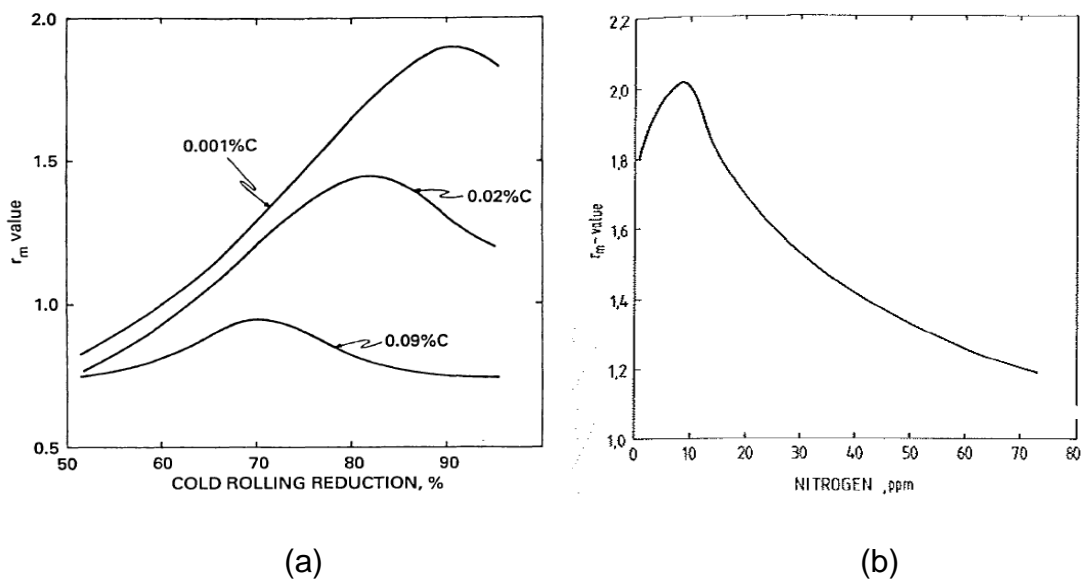 2.0
1.5
1.0
0.5
r_m value
0.001%C
0.02%C
0.09%C
50 60 70 80 90
COLD ROLLING REDUCTION, %
(a)
2,2
2,0
1,8
1,6
1,4
1,2
1,0
r_m-value
0 10 20 30 40 50 60 70 80
NITROGEN ,ppm
(b)